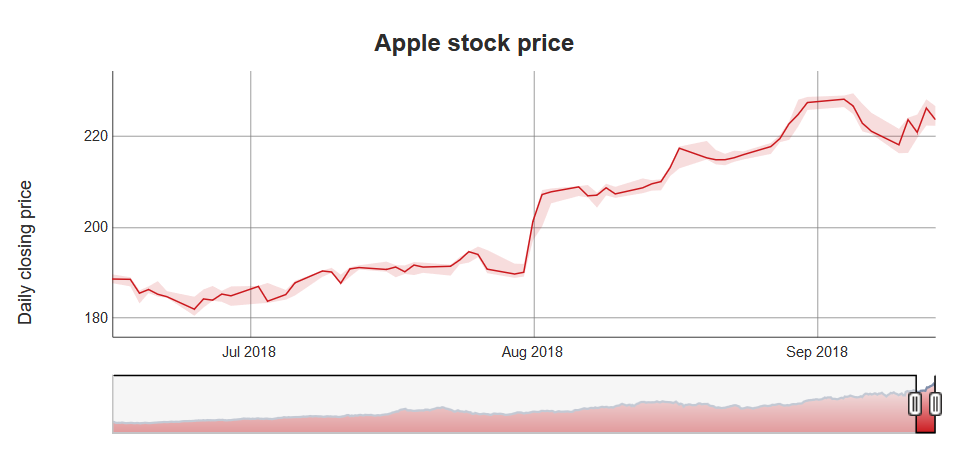 Apple stock price
Daily closing price
220
200
180
Jul 2018
Aug 2018
Sep 2018